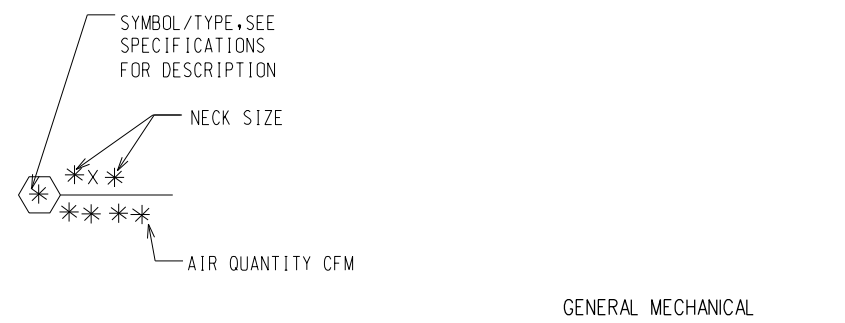 SYMBOL/TYPE,SEE
SPECIFICATIONS
FOR DESCRIPTION
NECK SIZE
* X *
*
* * * *
AIR QUANTITY CFM
GENERAL MECHANICAL